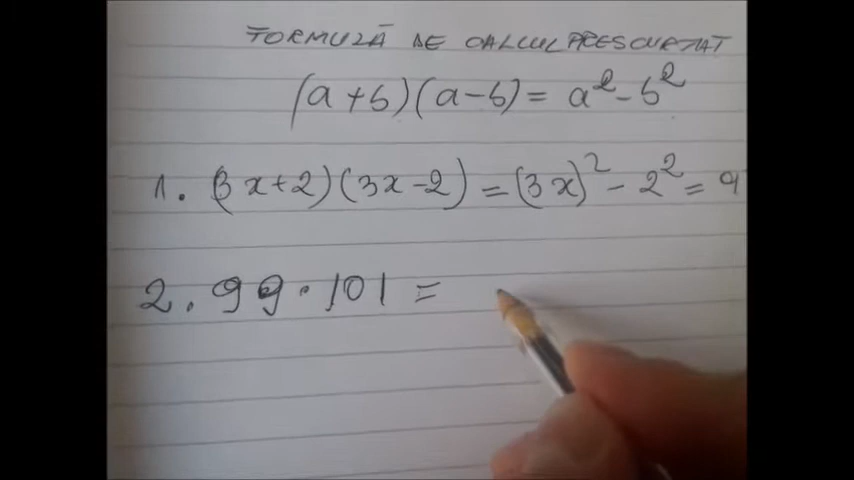 FORMULĂ DE CALCUL PRESCURTAT
(a+b)(a-b) = a² - b²
1. (3x+2)(3x-2) = (3x)² - 2² = 9
2. 99 · 101 =